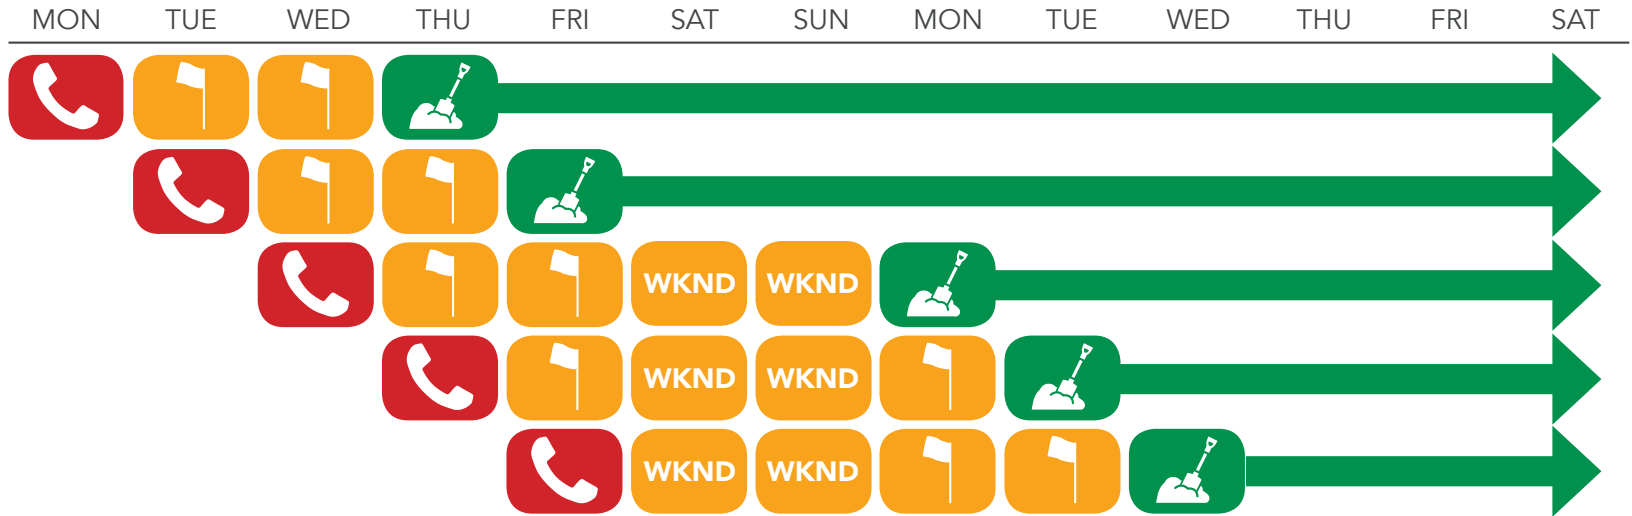 MON TUE WED THU FRI SAT SUN MON TUE WED THU FRI SAT
WKND WKND
WKND WKND
WKND WKND